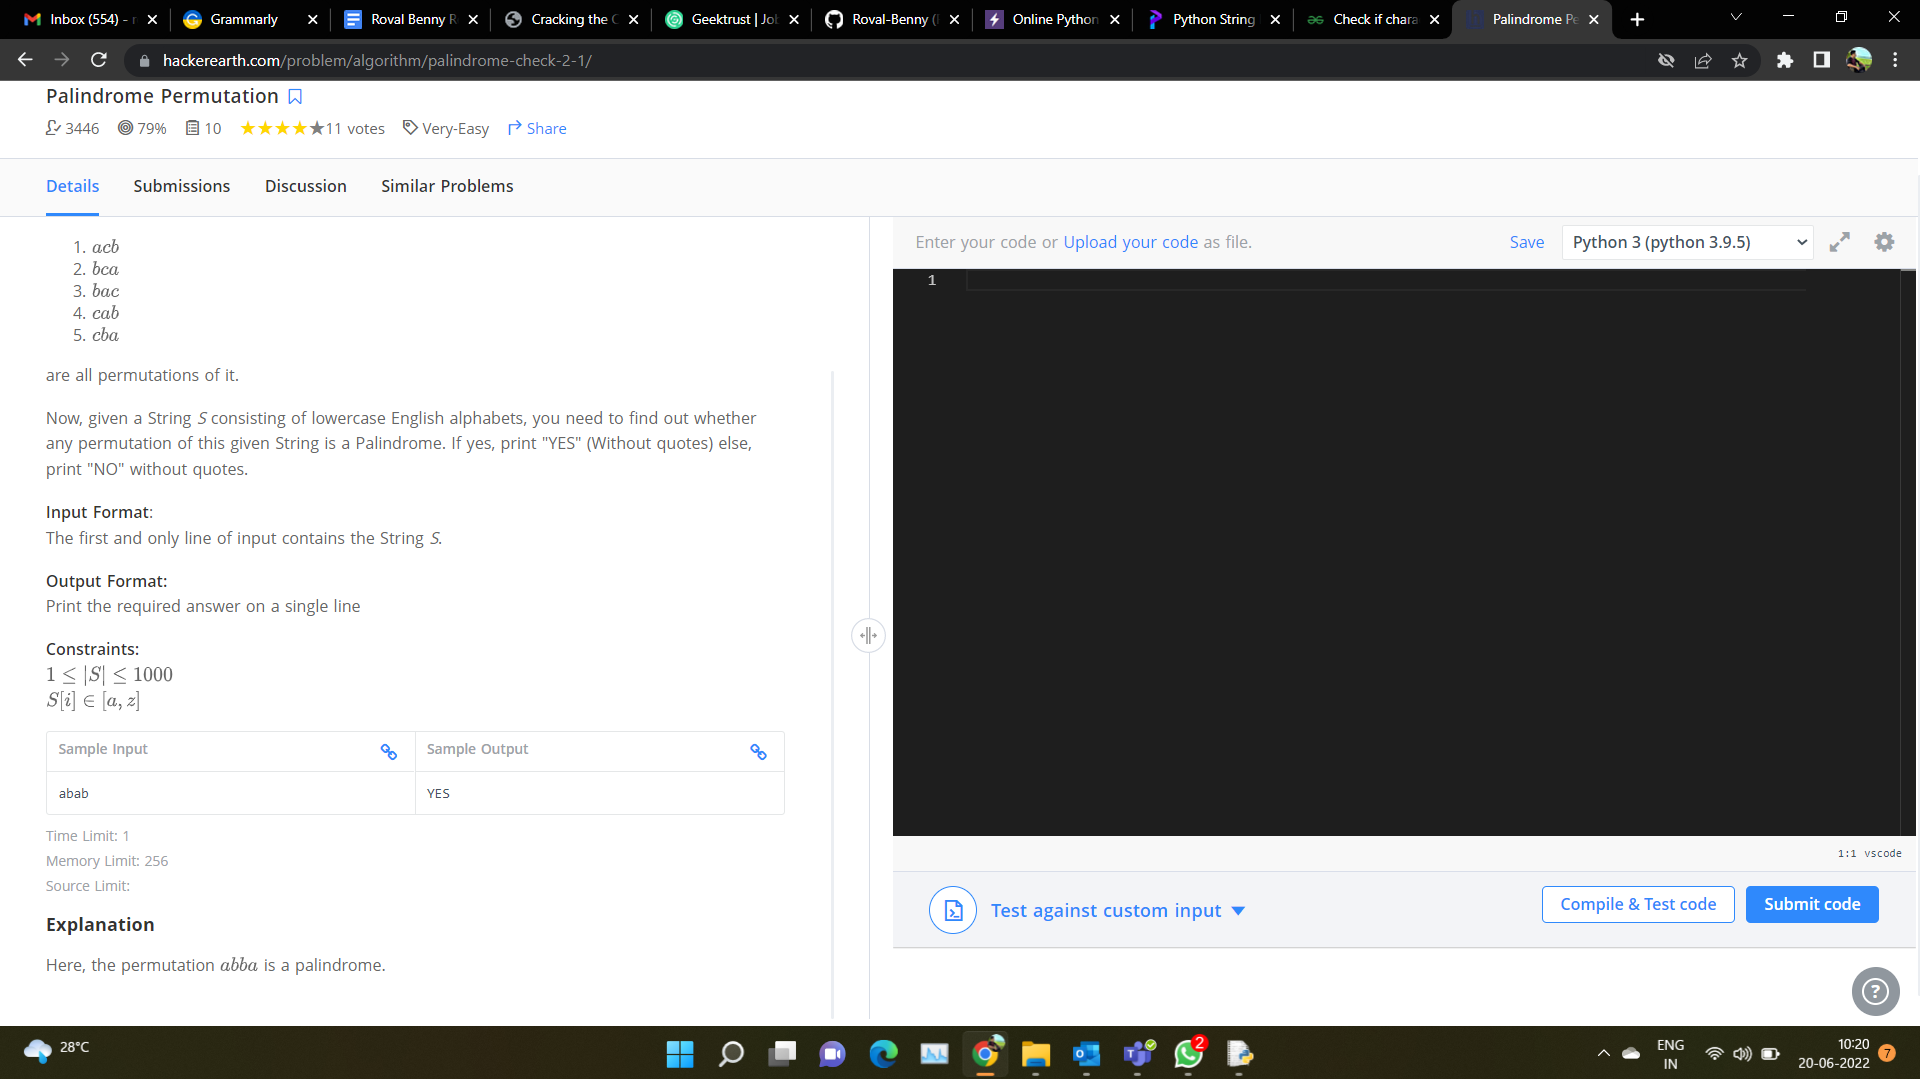 Inbox (554) - r
Grammarly
Roval Benny R
Cracking the C
Geektrust | Jol
Roval-Benny (
Online Python
Python String
Check if chara
Palindrome Pe
hackerearth.com/problem/algorithm/palindrome-check-2-1/
Palindrome Permutation
3446 79% 10 ★★★★★11 votes Very-Easy Share
Details Submissions Discussion Similar Problems
1. acb
2. bca
3. bac
4. cab
5. cba
are all permutations of it.
Now, given a String S consisting of lowercase English alphabets, you need to find out whether
any permutation of this given String is a Palindrome. If yes, print "YES" (Without quotes) else,
print "NO" without quotes.
Input Format:
The first and only line of input contains the String S.
Output Format:
Print the required answer on a single line
Constraints:
1 ≤ |S| ≤ 1000
S[i] ∈ [a, z]
Sample Input Sample Output
abab YES
Time Limit: 1
Memory Limit: 256
Source Limit:
Explanation
Here, the permutation abba is a palindrome.
Enter your code or Upload your code as file. Save Python 3 (python 3.9.5)
1
1:1 vscode
Test against custom input Compile & Test code Submit code
?
28°C
2
ENG
IN
10:20
20-06-2022
7